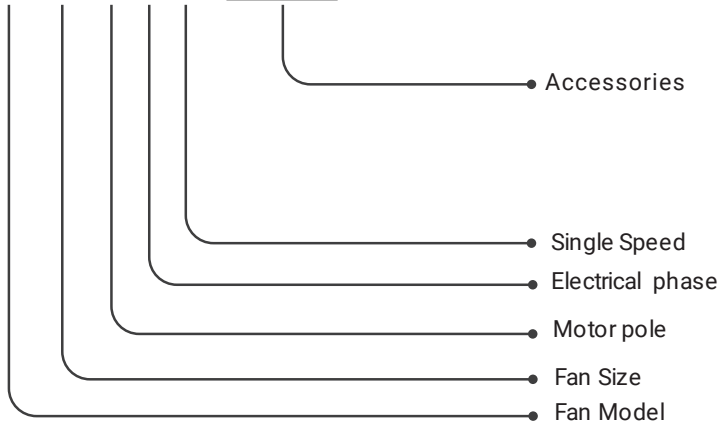 Accessories
Single Speed
Electrical phase
Motor pole
Fan Size
Fan Model